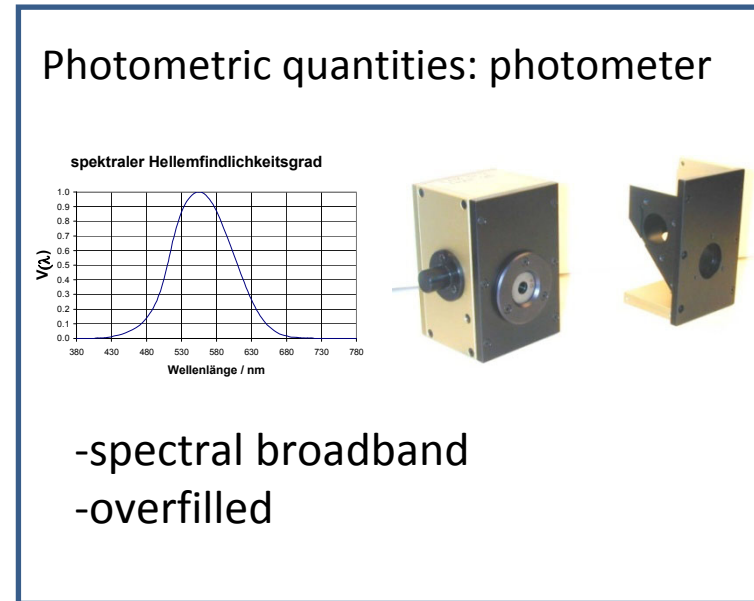 Photometric quantities: photometer
spektraler Hellemfindlichkeitsgrad
1.0
0.9
0.8
0.7
0.6
0.5
0.4
0.3
0.2
0.1
0.0
V(λ)
380 430 480 530 580 630 680 730 780
Wellenlänge / nm
-spectral broadband
-overfilled